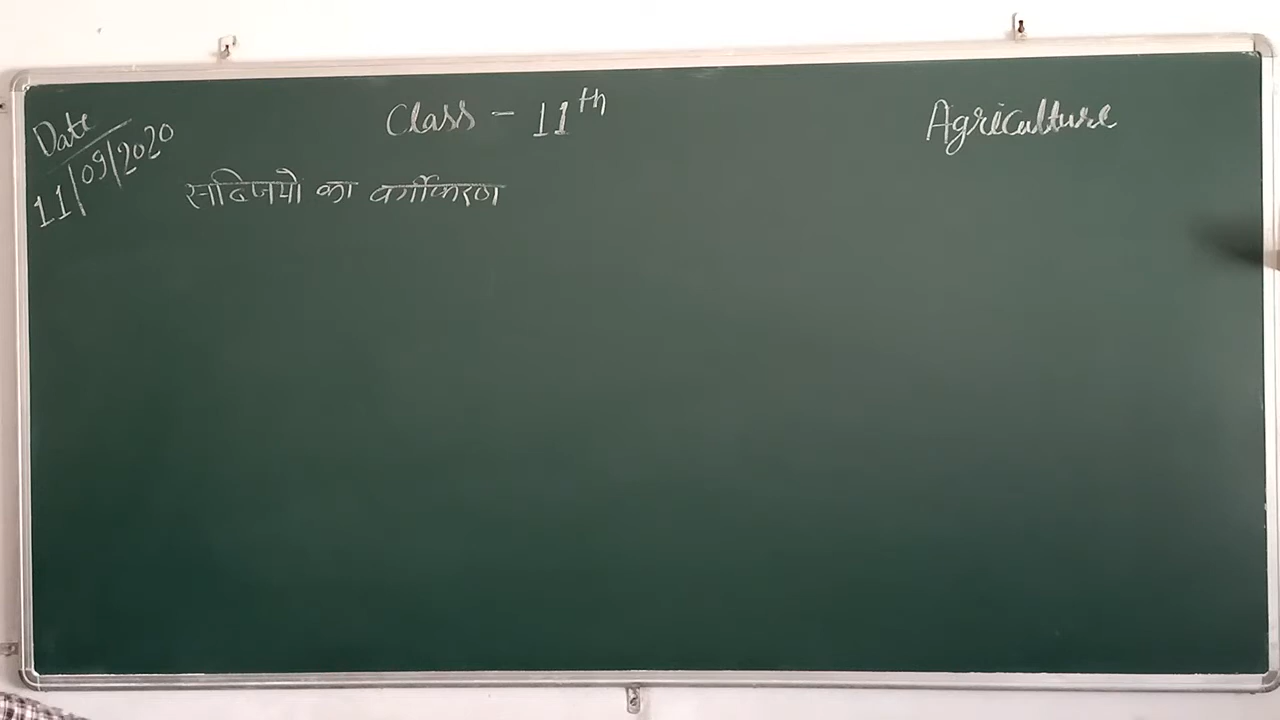 Date
11/09/2020
Class - 11th
Agriculture
सब्जियों का वर्गीकरण